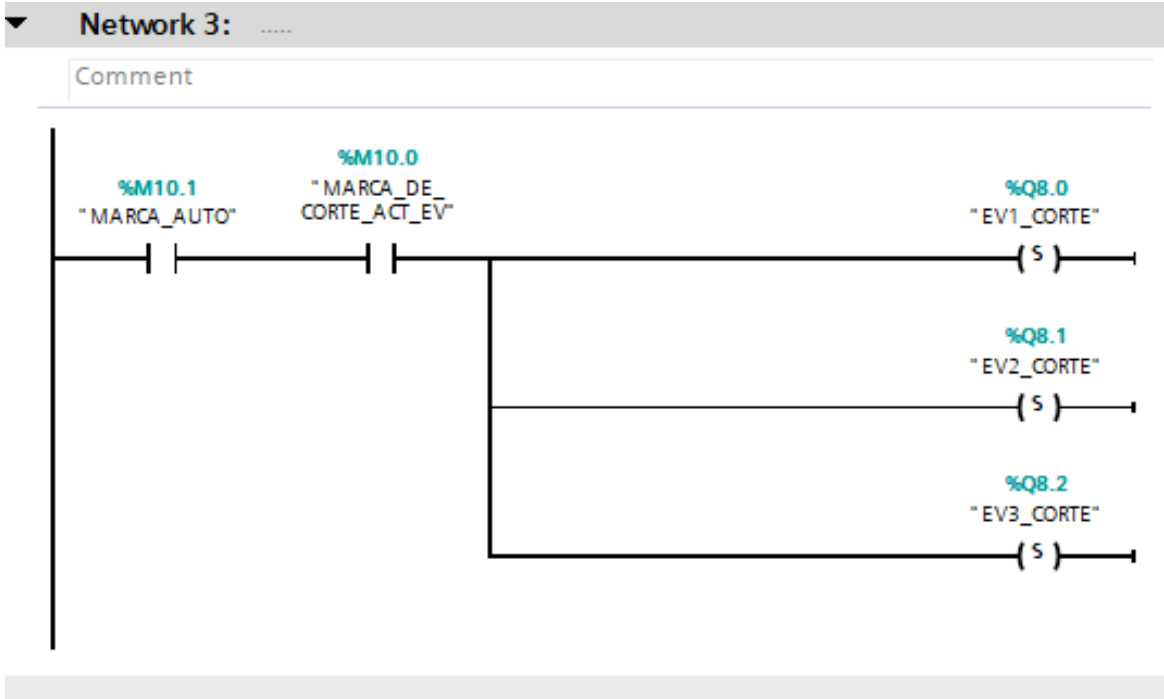 Network 3: .....
Comment
%M10.0
%M10.1
"MARCA_DE_
%Q8.0
"MARCA_AUTO"
CORTE_ACT_EV"
"EV1_CORTE"
S
%Q8.1
"EV2_CORTE"
S
%Q8.2
"EV3_CORTE"
S